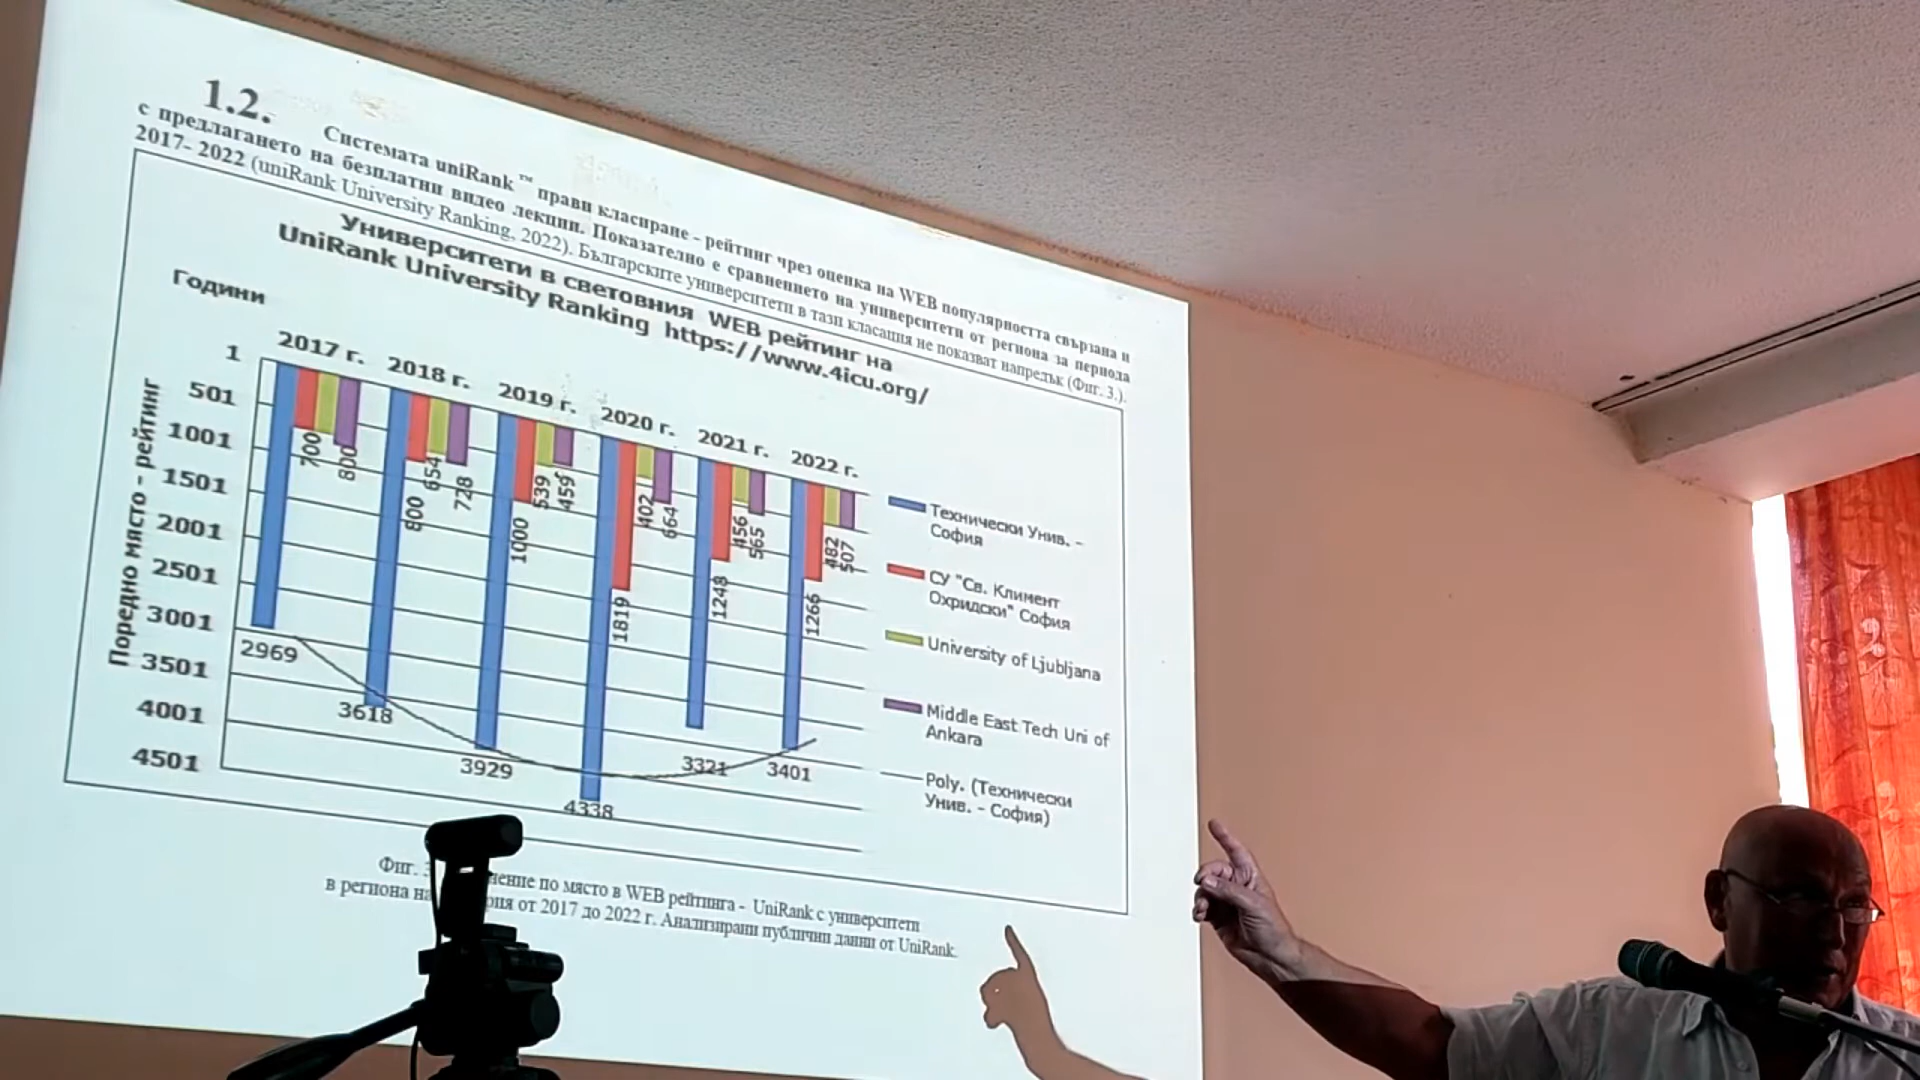 1.2. Системата uniRank™ прави класиране - рейтинг чрез оценка на WEB популярността свързана и
с предлагането на безплатни видео лекции. Показателно е сравнението на университети от региона за периода
2017- 2022 (uniRank University Ranking, 2022). Българските университети в тази класация не показват напредък (Фиг. 3.).
Университети в световния WEB рейтинг на
UniRank University Ranking https://www.4icu.org/
Години
2017 г. 2018 г. 2019 г. 2020 г. 2021 г. 2022 г.
Поредно място - рейтинг
1
501
1001
1501
2001
2501
3001
3501
4001
4501
700 800
800 654 728
1000 539 459
1819 402 664
1248 456 565
1266 482 507
2969
3618
3929
4338
3321
3401
Технически Унив. -
София
СУ "Св. Климент
Охридски" София
University of Ljubljana
Middle East Tech Uni of
Ankara
Poly. (Технически
Унив. - София)
Фиг. по място в WEB рейтинга - UniRank с университети
в региона на от 2017 до 2022 г. Анализирани публични данни от UniRank.